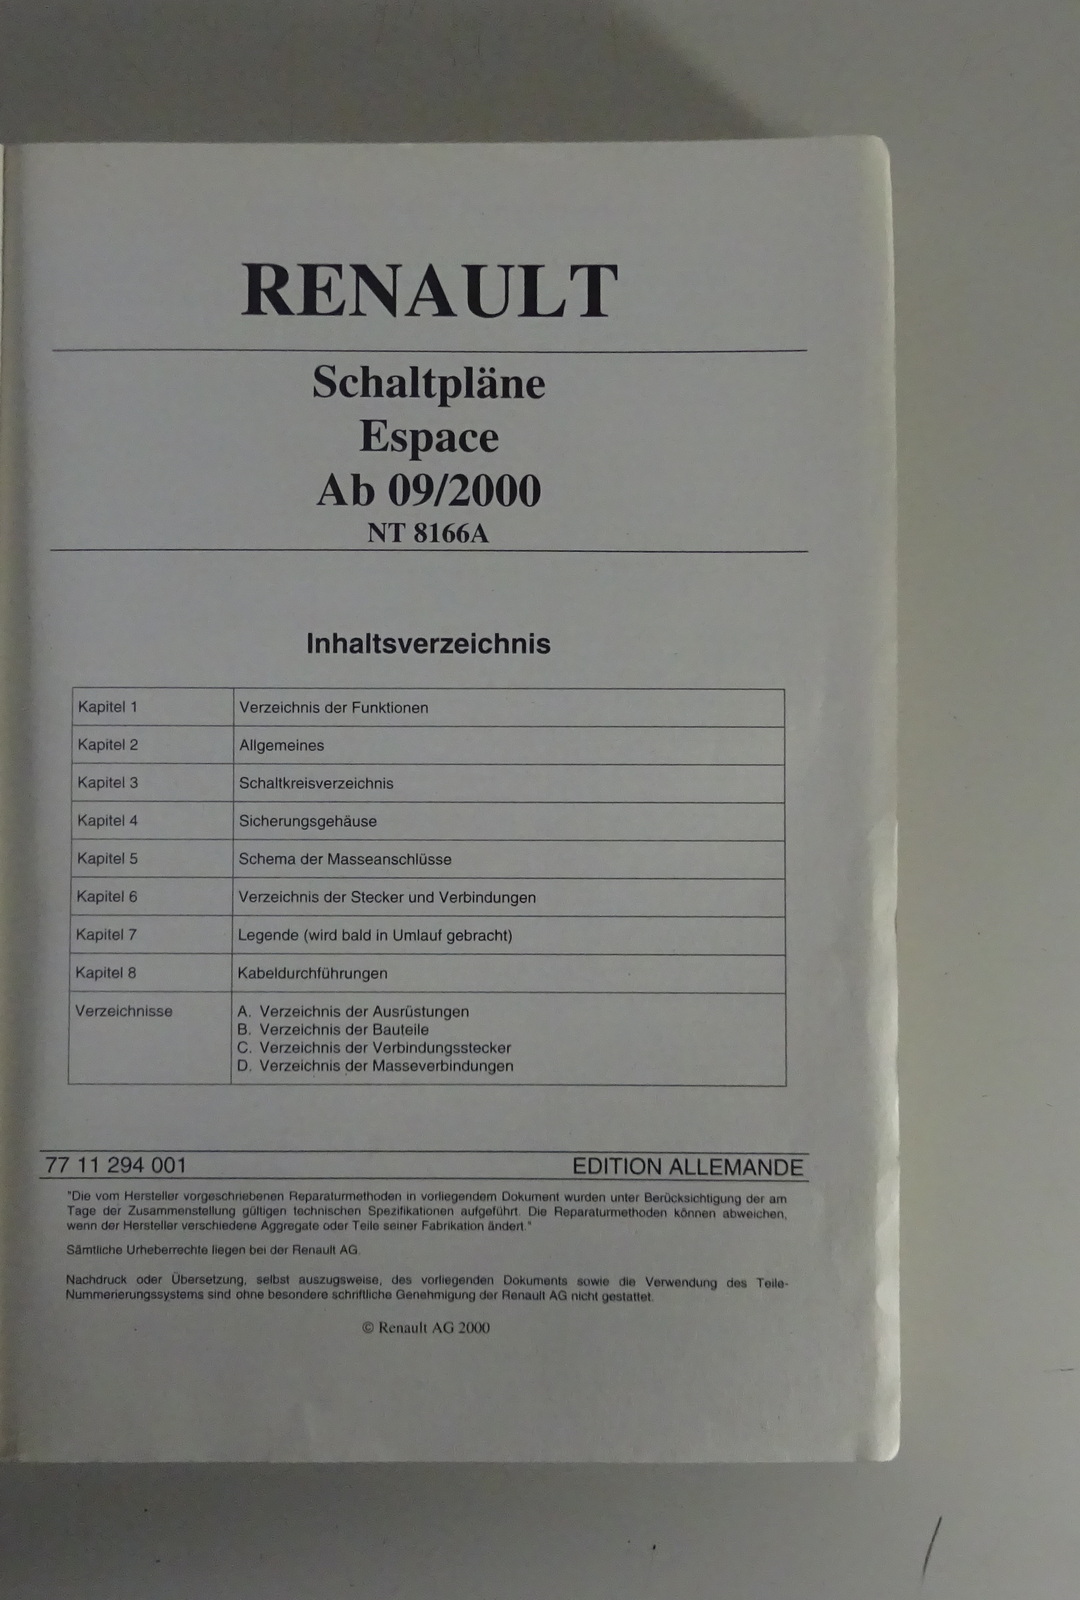 RENAULT
Schaltpläne
Espace
Ab 09/2000
NT 8166A
Inhaltsverzeichnis
Kapitel 1 Verzeichnis der Funktionen
Kapitel 2 Allgemeines
Kapitel 3 Schaltkreisverzeichnis
Kapitel 4 Sicherungsgehäuse
Kapitel 5 Schema der Masseanschlüsse
Kapitel 6 Verzeichnis der Stecker und Verbindungen
Kapitel 7 Legende (wird bald in Umlauf gebracht)
Kapitel 8 Kabeldurchführungen
Verzeichnisse A. Verzeichnis der Ausrüstungen
B. Verzeichnis der Bauteile
C. Verzeichnis der Verbindungsstecker
D. Verzeichnis der Masseverbindungen
77 11 294 001 EDITION ALLEMANDE
"Die vom Hersteller vorgeschriebenen Reparaturmethoden in vorliegendem Dokument wurden unter Berücksichtigung der am
Tage der Zusammenstellung gültigen technischen Spezifikationen aufgeführt. Die Reparaturmethoden können abweichen,
wenn der Hersteller verschiedene Aggregate oder Teile seiner Fabrikation ändert."
Sämtliche Urheberrechte liegen bei der Renault AG.
Nachdruck oder Übersetzung, selbst auszugsweise, des vorliegenden Dokuments sowie die Verwendung des Teile-
Nummerierungssystems sind ohne besondere schriftliche Genehmigung der Renault AG nicht gestattet.
© Renault AG 2000